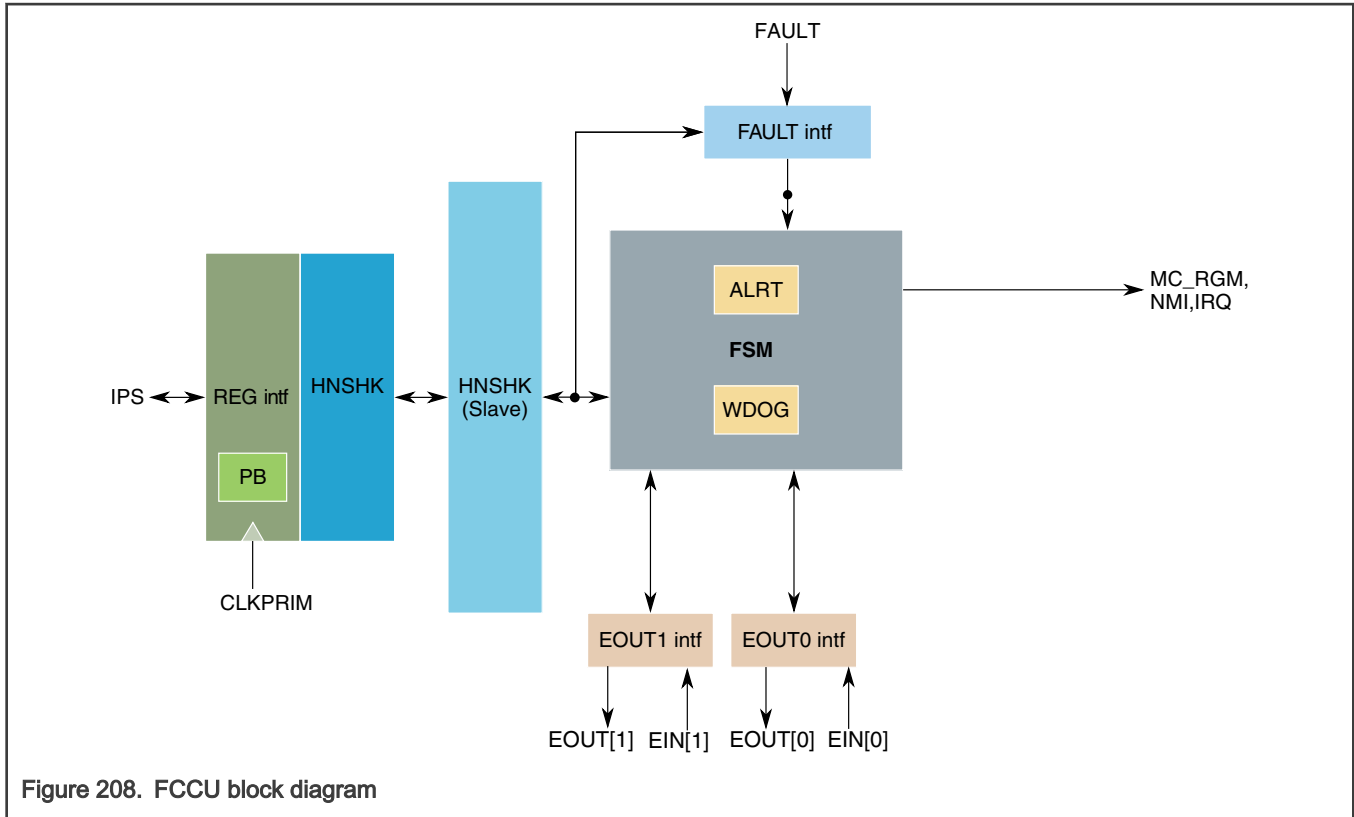 FAULT
FAULT intf
ALRT
FSM
WDOG
MC_RGM,
NMI,IRQ
IPS
REG intf
HNSHK
HNSHK
(Slave)
PB
CLKPRIM
EOUT1 intf
EOUT0 intf
EOUT[1]
EIN[1]
EOUT[0]
EIN[0]
Figure 208. FCCU block diagram